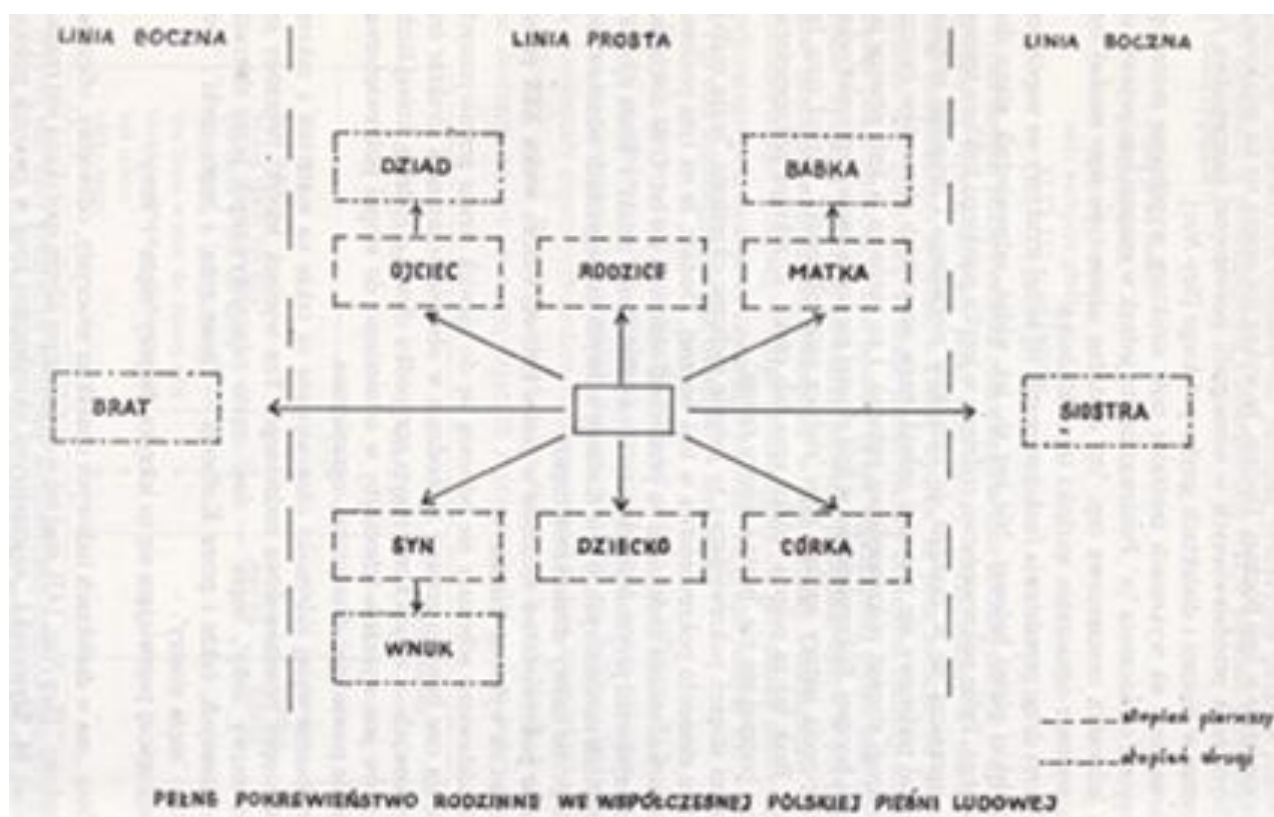 LINIA BOCZNA LINIA PROSTA LINIA BOCZNA
DZIAD BABKA
OJCIEC RODZICE MATKA
BRAT SIOSTRA
SYN DZIECKO CÓRKA
WNUK
stopień pierwszy
stopień drugi
PEŁNE POKREWIEŃSTWO RODZINNE WE WSPÓŁCZESNEJ POLSKIEJ PIEŚNI LUDOWEJ